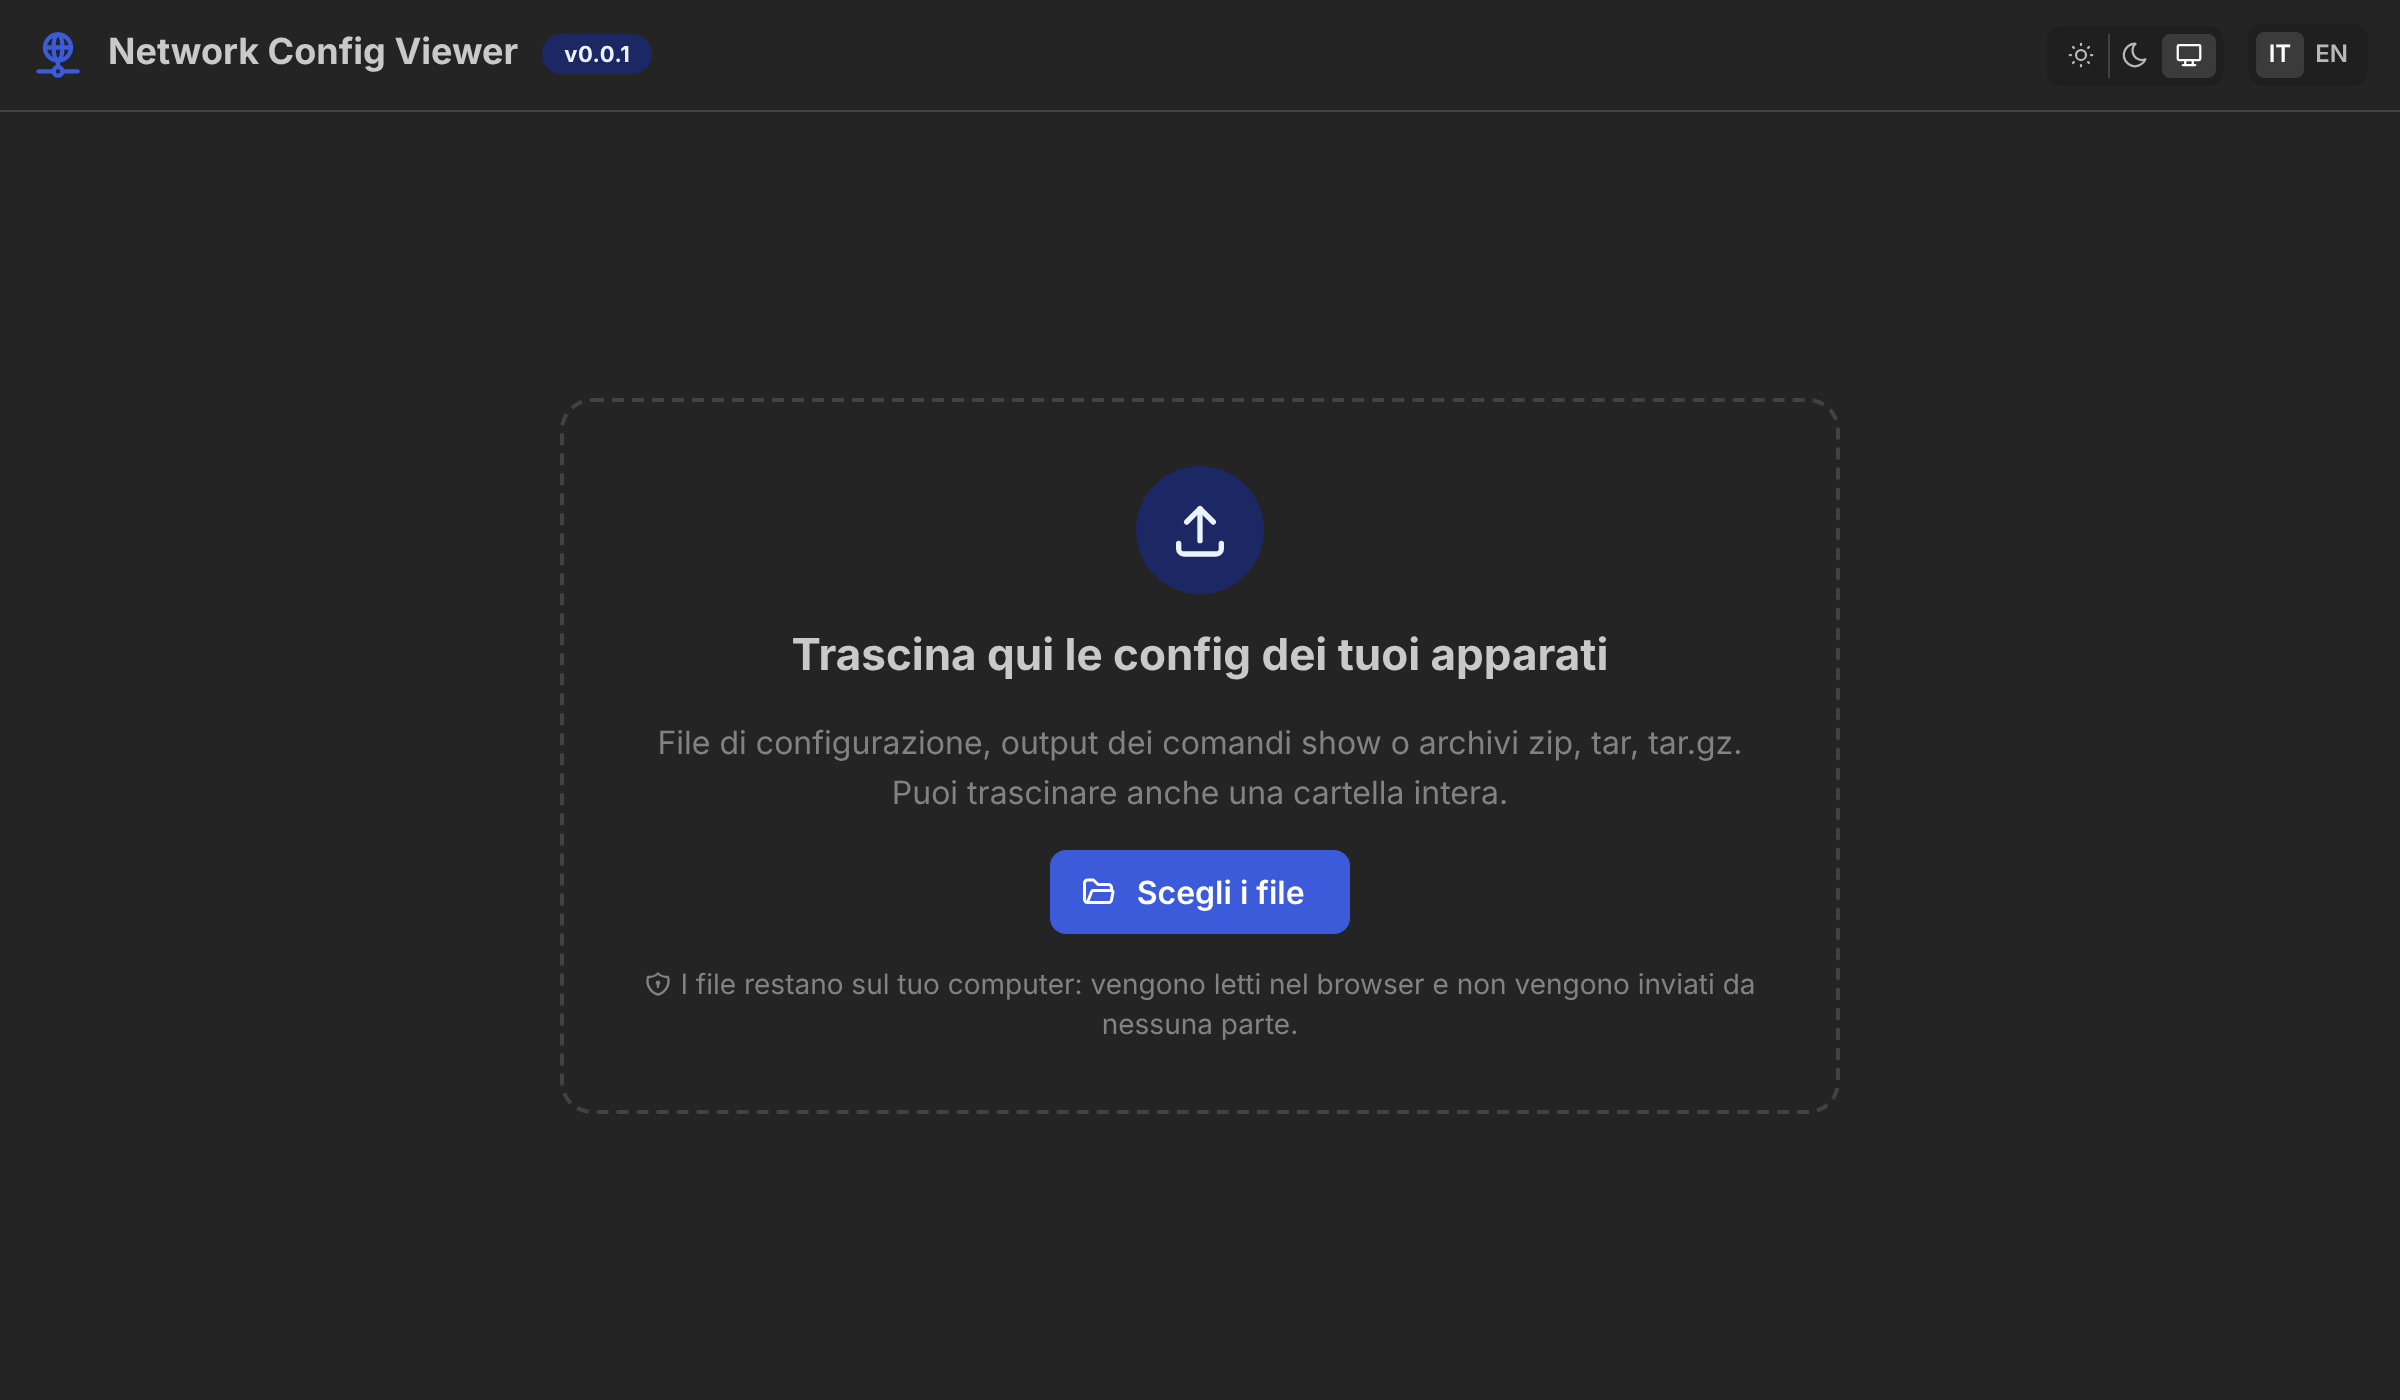 Network Config Viewer v0.0.1
IT EN
Trascina qui le config dei tuoi apparati
File di configurazione, output dei comandi show o archivi zip, tar, tar.gz.
Puoi trascinare anche una cartella intera.
Scegli i file
I file restano sul tuo computer: vengono letti nel browser e non vengono inviati da
nessuna parte.